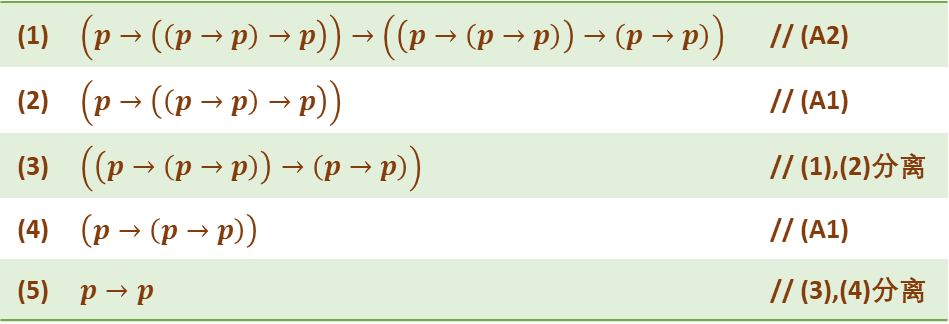 (1) (p → ((p → p) → p)) → ((p → (p → p)) → (p → p)) // (A2)
(2) (p → ((p → p) → p)) // (A1)
(3) ((p → (p → p)) → (p → p)) // (1),(2)分离
(4) (p → (p → p)) // (A1)
(5) p → p // (3),(4)分离